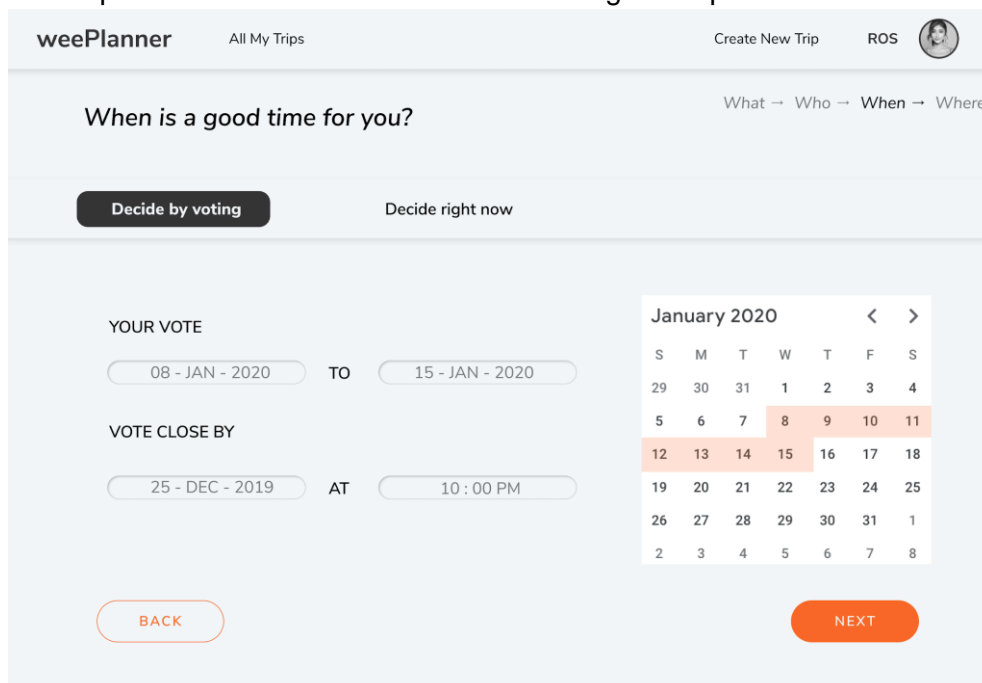 weePlanner All My Trips Create New Trip ROS
When is a good time for you? What → Who → When → Where
Decide by voting Decide right now
YOUR VOTE
08 - JAN - 2020 TO 15 - JAN - 2020
VOTE CLOSE BY
25 - DEC - 2019 AT 10 : 00 PM
January 2020 < >
S M T W T F S
29 30 31 1 2 3 4
5 6 7 8 9 10 11
12 13 14 15 16 17 18
19 20 21 22 23 24 25
26 27 28 29 30 31 1
2 3 4 5 6 7 8
BACK NEXT